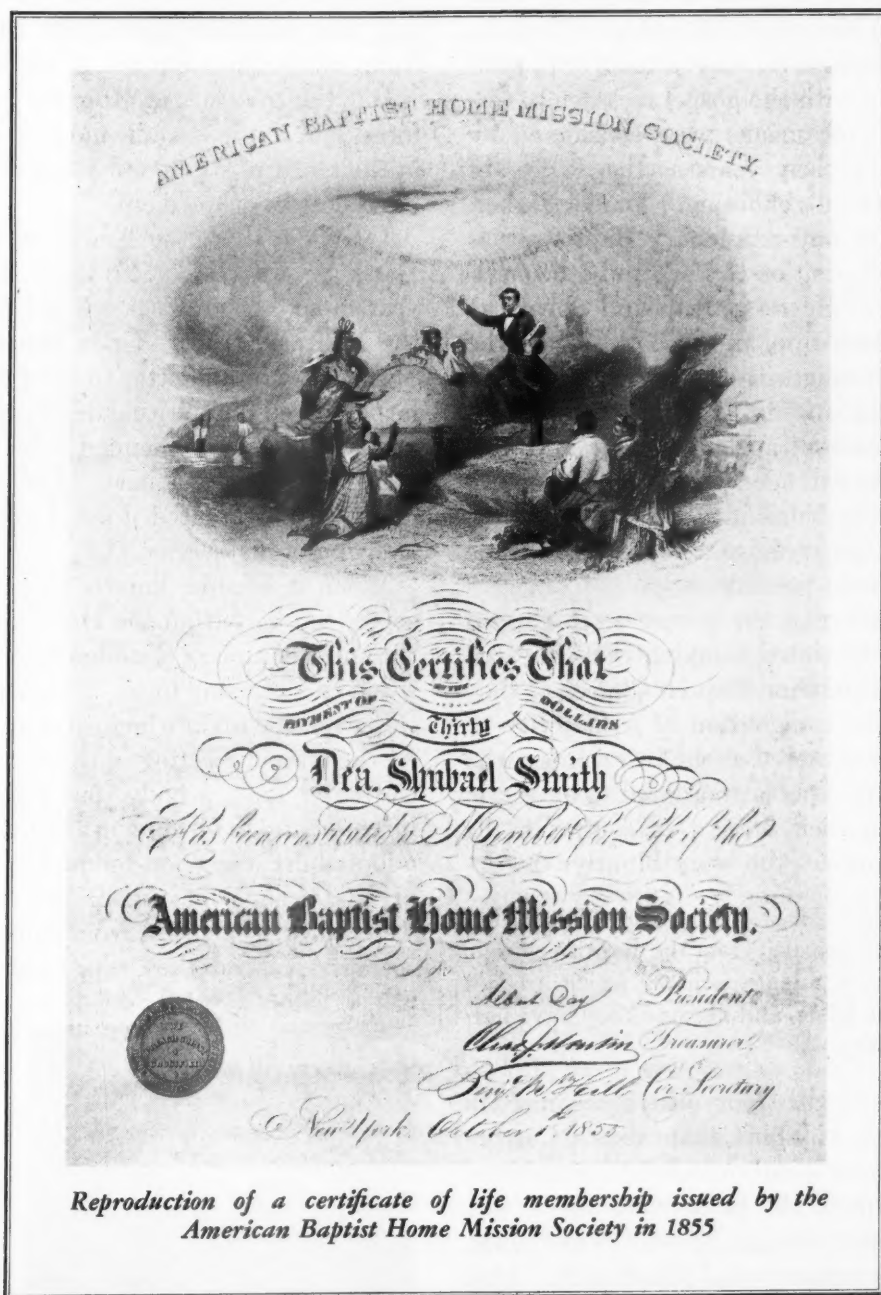 AMERICAN BAPTIST HOME MISSION SOCIETY.
This Certifies That
BY THE
PAYMENT OF Thirty DOLLARS
Dea. Shubael Smith
Has been constituted a Member for Life of the
American Baptist Home Mission Society.
Albert Day President
Chas J. Treasurer
Benj. M. Hill, Cor. Secretary
New York October 1st 1855
Reproduction of a certificate of life membership issued by the
American Baptist Home Mission Society in 1855